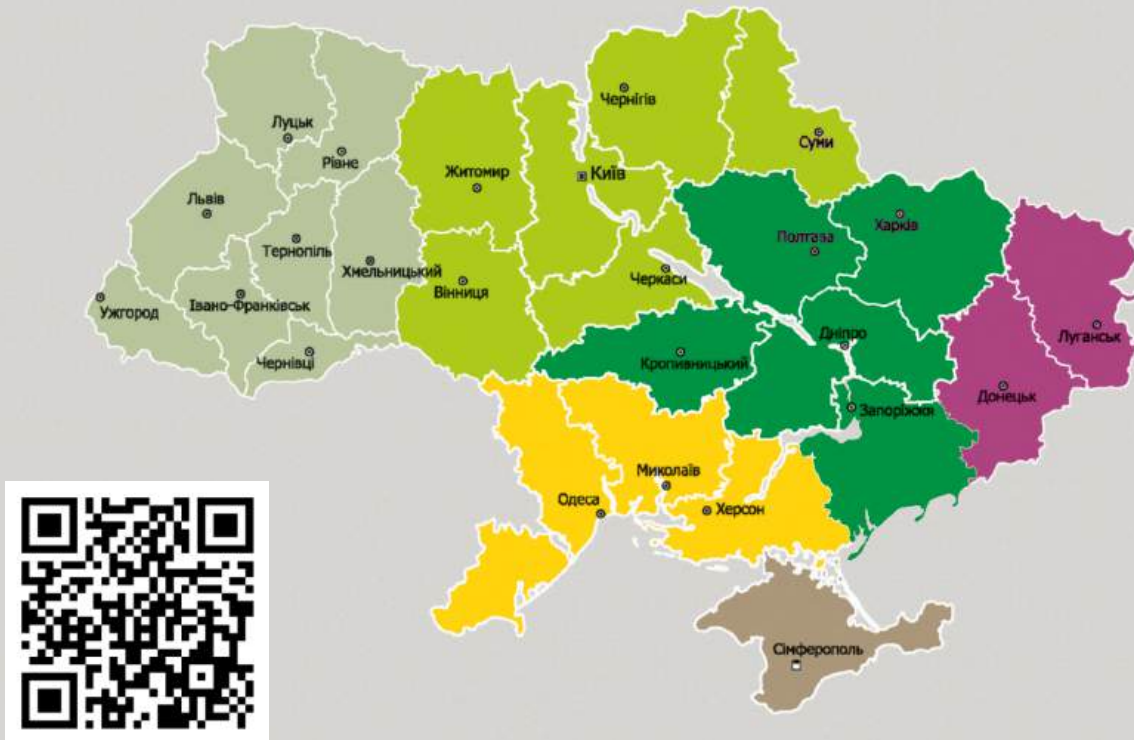 Чернігів
Луцьк
Суми
Рівне
Житомир
Київ
Львів
Полтава
Харків
Тернопіль
Хмельницький
Черкаси
Вінниця
Івано-Франківськ
Ужгород
Дніпро
Луганськ
Чернівці
Кропивницький
Донецьк
Запоріжжя
Миколаїв
Одеса
Херсон
Сімферополь